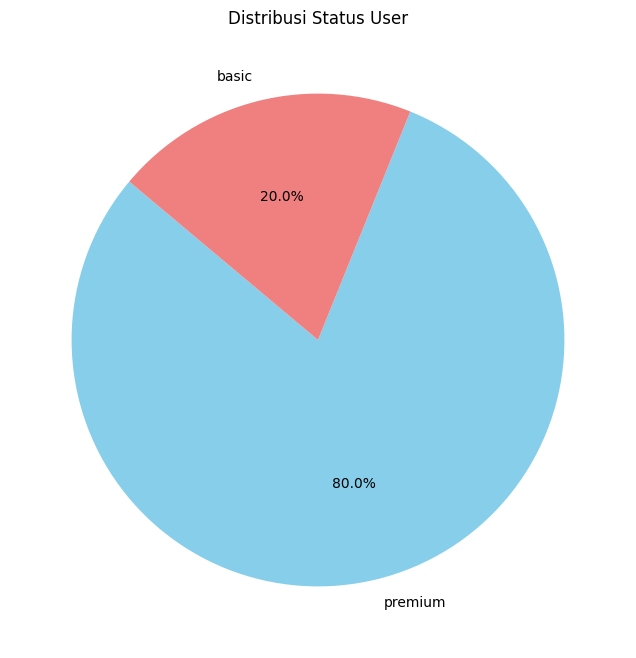 Distribusi Status User
basic
20.0%
80.0%
premium